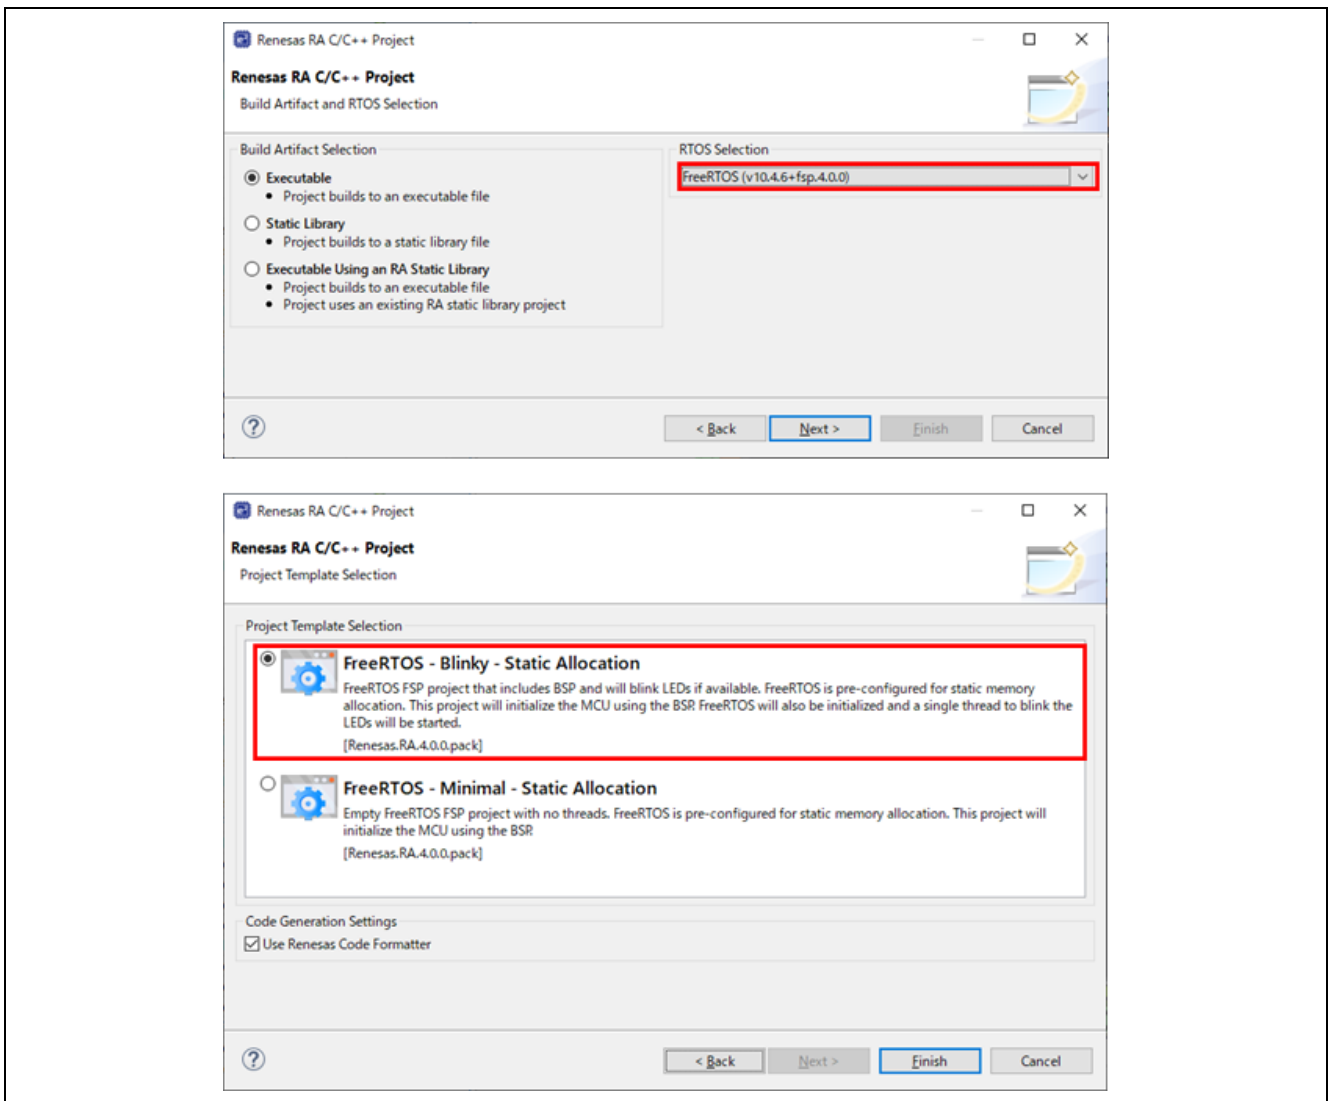 Renesas RA C/C++ Project
Renesas RA C/C++ Project
Build Artifact and RTOS Selection
Build Artifact Selection
Executable
• Project builds to an executable file
Static Library
• Project builds to a static library file
Executable Using an RA Static Library
• Project builds to an executable file
• Project uses an existing RA static library project
RTOS Selection
FreeRTOS (v10.4.6+fsp.4.0.0)
? < Back Next > Finish Cancel
Renesas RA C/C++ Project
Renesas RA C/C++ Project
Project Template Selection
Project Template Selection
FreeRTOS - Blinky - Static Allocation
FreeRTOS FSP project that includes BSP and will blink LEDs if available. FreeRTOS is pre-configured for static memory
allocation. This project will initialize the MCU using the BSP. FreeRTOS will also be initialized and a single thread to blink the
LEDs will be started.
[Renesas.RA.4.0.0.pack]
FreeRTOS - Minimal - Static Allocation
Empty FreeRTOS FSP project with no threads. FreeRTOS is pre-configured for static memory allocation. This project will
initialize the MCU using the BSP.
[Renesas.RA.4.0.0.pack]
Code Generation Settings
Use Renesas Code Formatter
? < Back Next > Finish Cancel